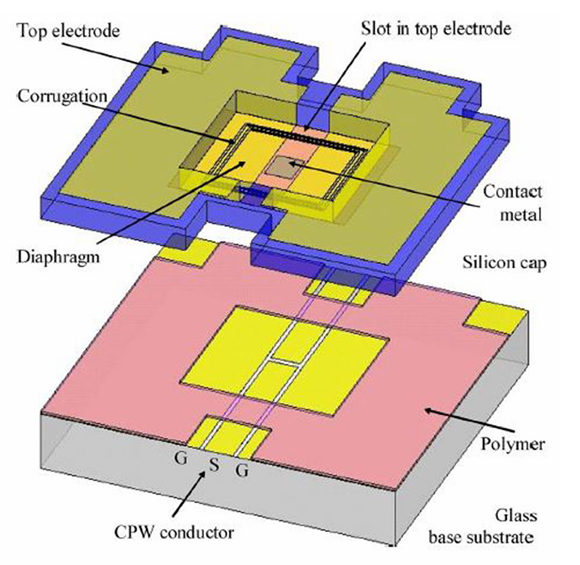 Top electrode
Slot in top electrode
Corrugation
Contact
metal
Diaphragm
Silicon cap
Polymer
G S G
CPW conductor
Glass
base substrate